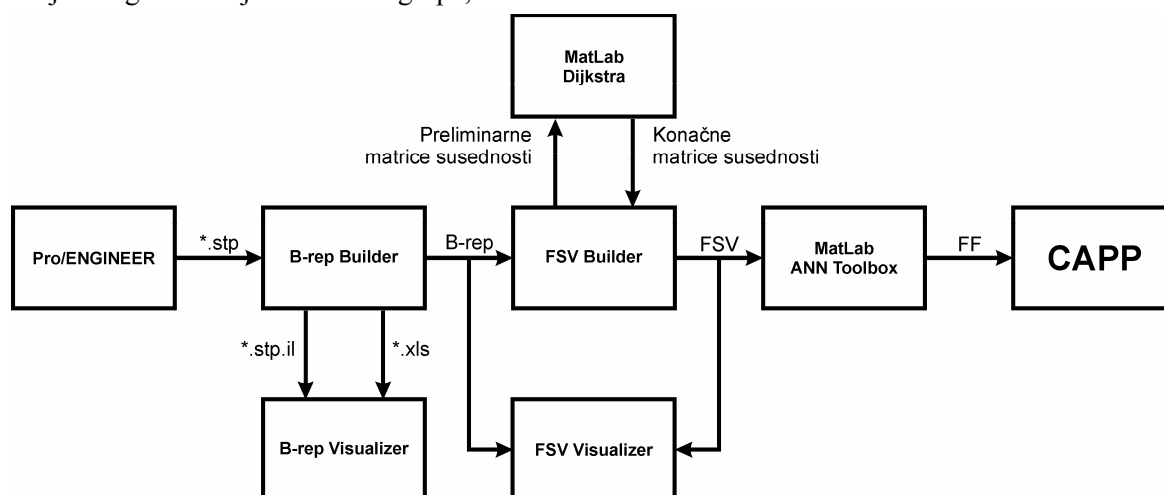 MatLab
Dijkstra
Preliminarne
matrice susednosti
Konačne
matrice susednosti
Pro/ENGINEER
*.stp
B-rep Builder
B-rep
FSV Builder
FSV
MatLab
ANN Toolbox
FF
CAPP
*.stp.il
*.xls
B-rep Visualizer
FSV Visualizer